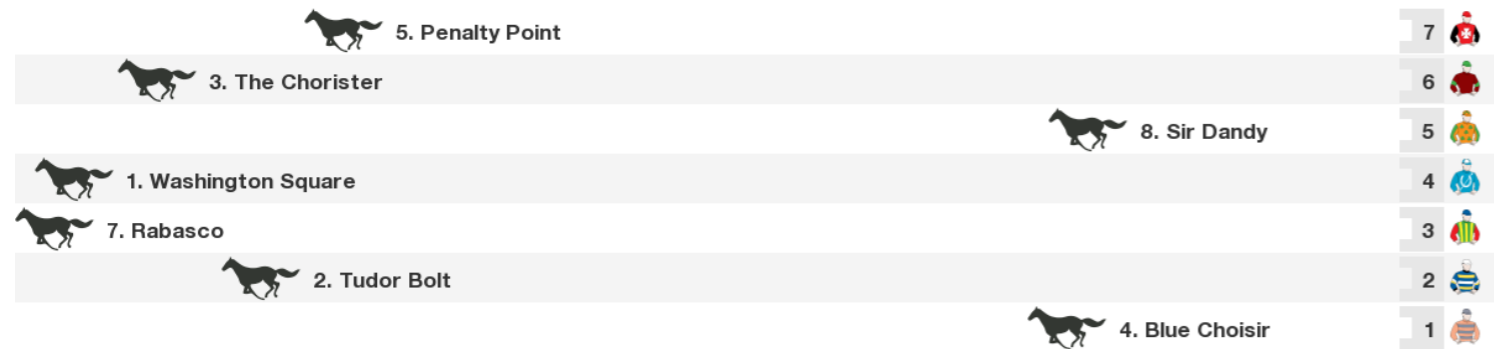 5. Penalty Point 7
3. The Chorister 6
8. Sir Dandy 5
1. Washington Square 4
7. Rabasco 3
2. Tudor Bolt 2
4. Blue Choisir 1